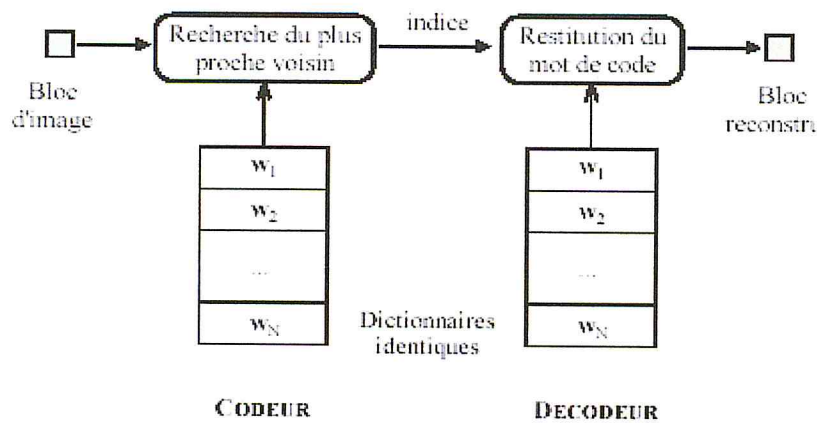 Recherche du plus
proche voisin
indice
Restitution du
mot de code
Bloc
d'image
Bloc
reconstru
w1
w2
...
wN
w1
w2
...
wN
Dictionnaires
identiques
CODEUR
DECODEUR